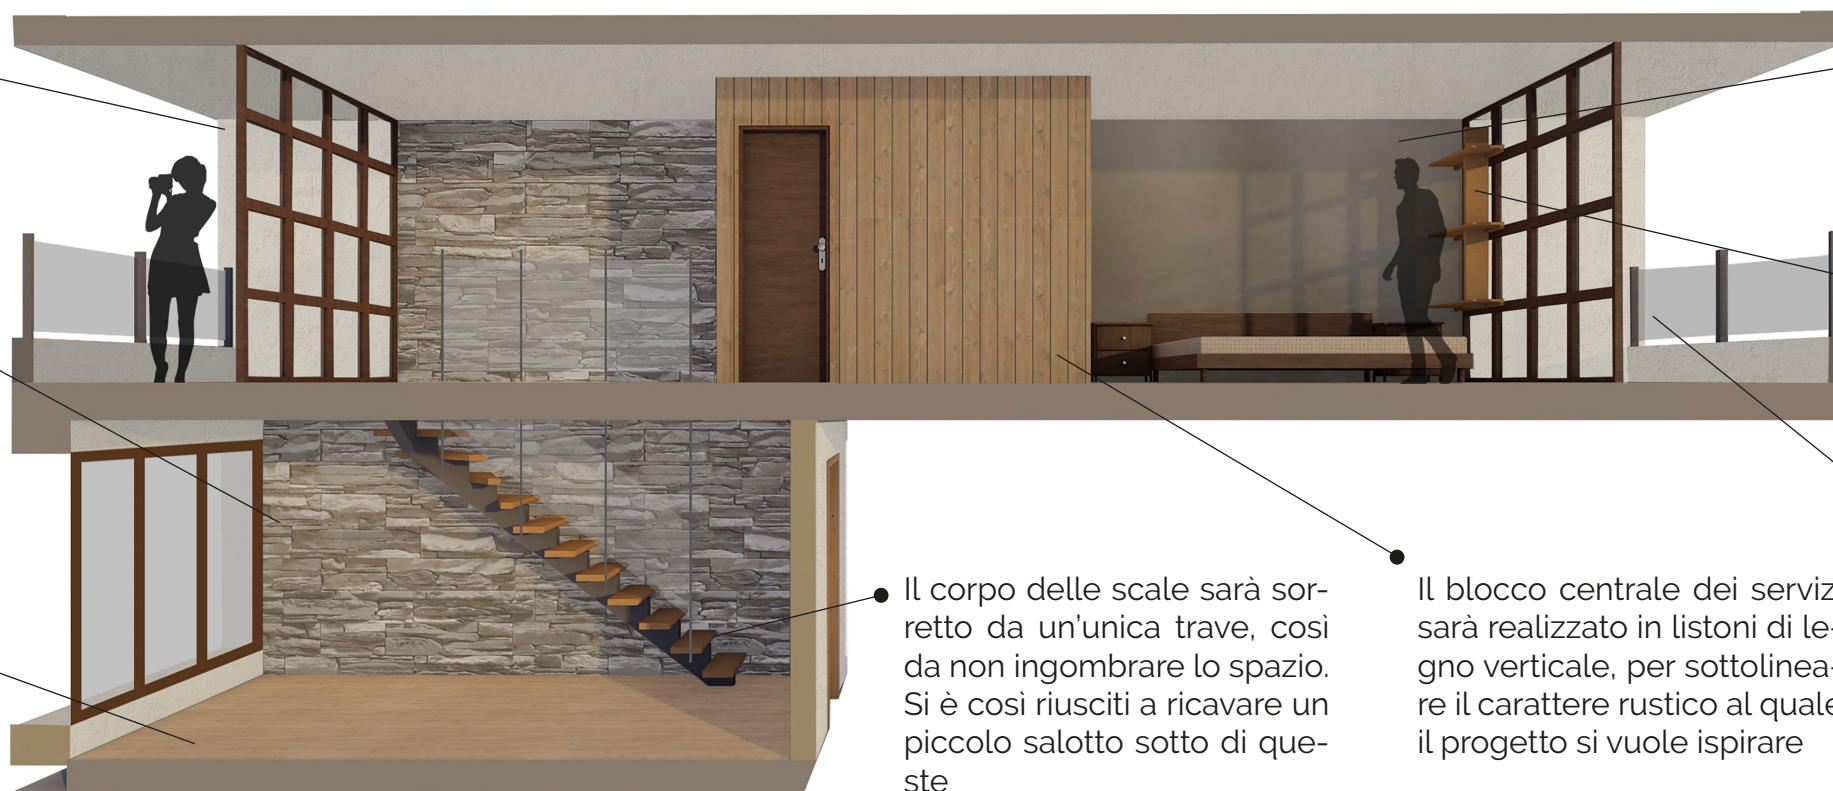 Il corpo delle scale sarà sor-
retto da un'unica trave, così
da non ingombrare lo spazio.
Si è così riusciti a ricavare un
piccolo salotto sotto di que-
ste
Il blocco centrale dei serviz
sarà realizzato in listoni di le-
gno verticale, per sottolinea-
re il carattere rustico al quale
il progetto si vuole ispirare